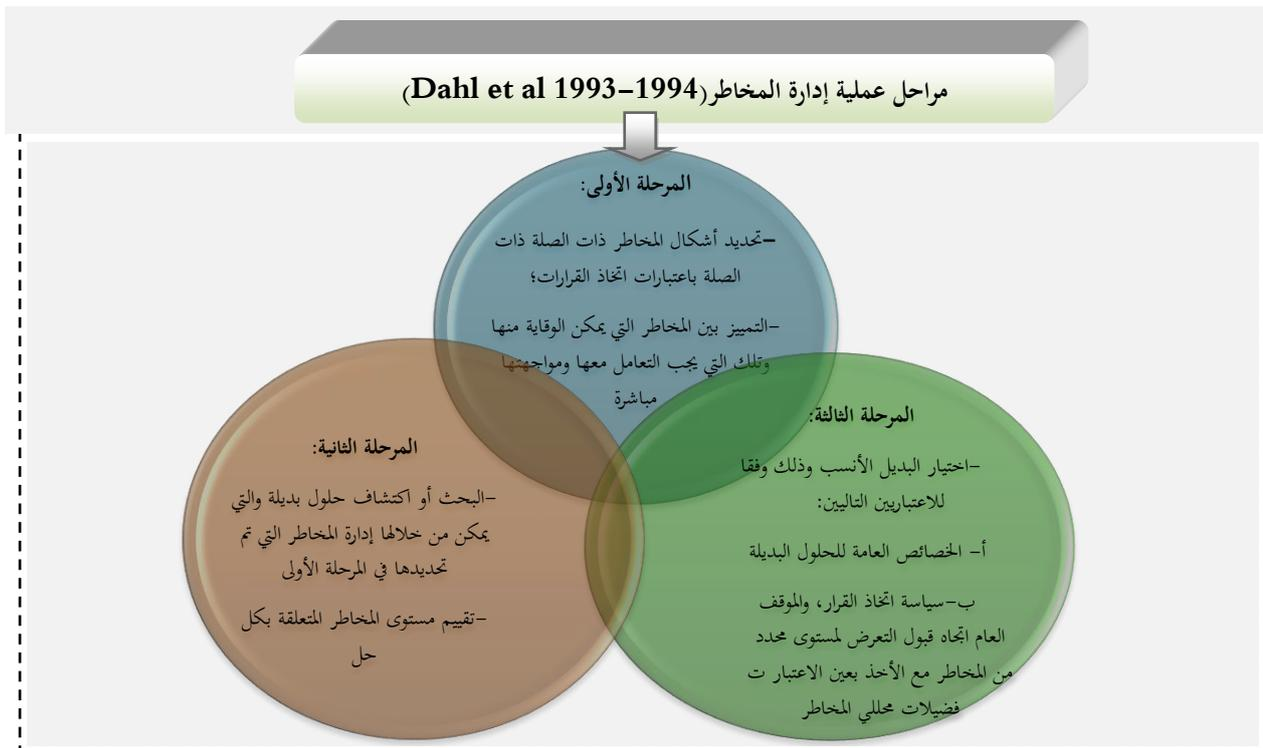 مراحل عملية إدارة المخاطر(Dahl et al 1993–1994)
المرحلة الأولى:
–تحديد أشكال المخاطر ذات الصلة ذات
الصلة باعتبارات اتخاذ القرارات؛
–التمييز بين المخاطر التي يمكن الوقاية منها
وتلك التي يجب التعامل معها ومواجهتها
مباشرة
المرحلة الثانية:
–البحث أو اكتشاف حلول بديلة والتي
يمكن من خلالها إدارة المخاطر التي تم
تحديدها في المرحلة الأولى
–تقييم مستوى المخاطر المتعلقة بكل
حل
المرحلة الثالثة:
–اختيار البديل الأنسب وذلك وفقا
للاعتباريين التاليين:
أ– الخصائص العامة للحلول البديلة
ب–سياسة اتخاذ القرار، والموقف
العام اتجاه قبول التعرض لمستوى محدد
من المخاطر مع الأخذ بعين الاعتبار ت
فضيلات محللي المخاطر